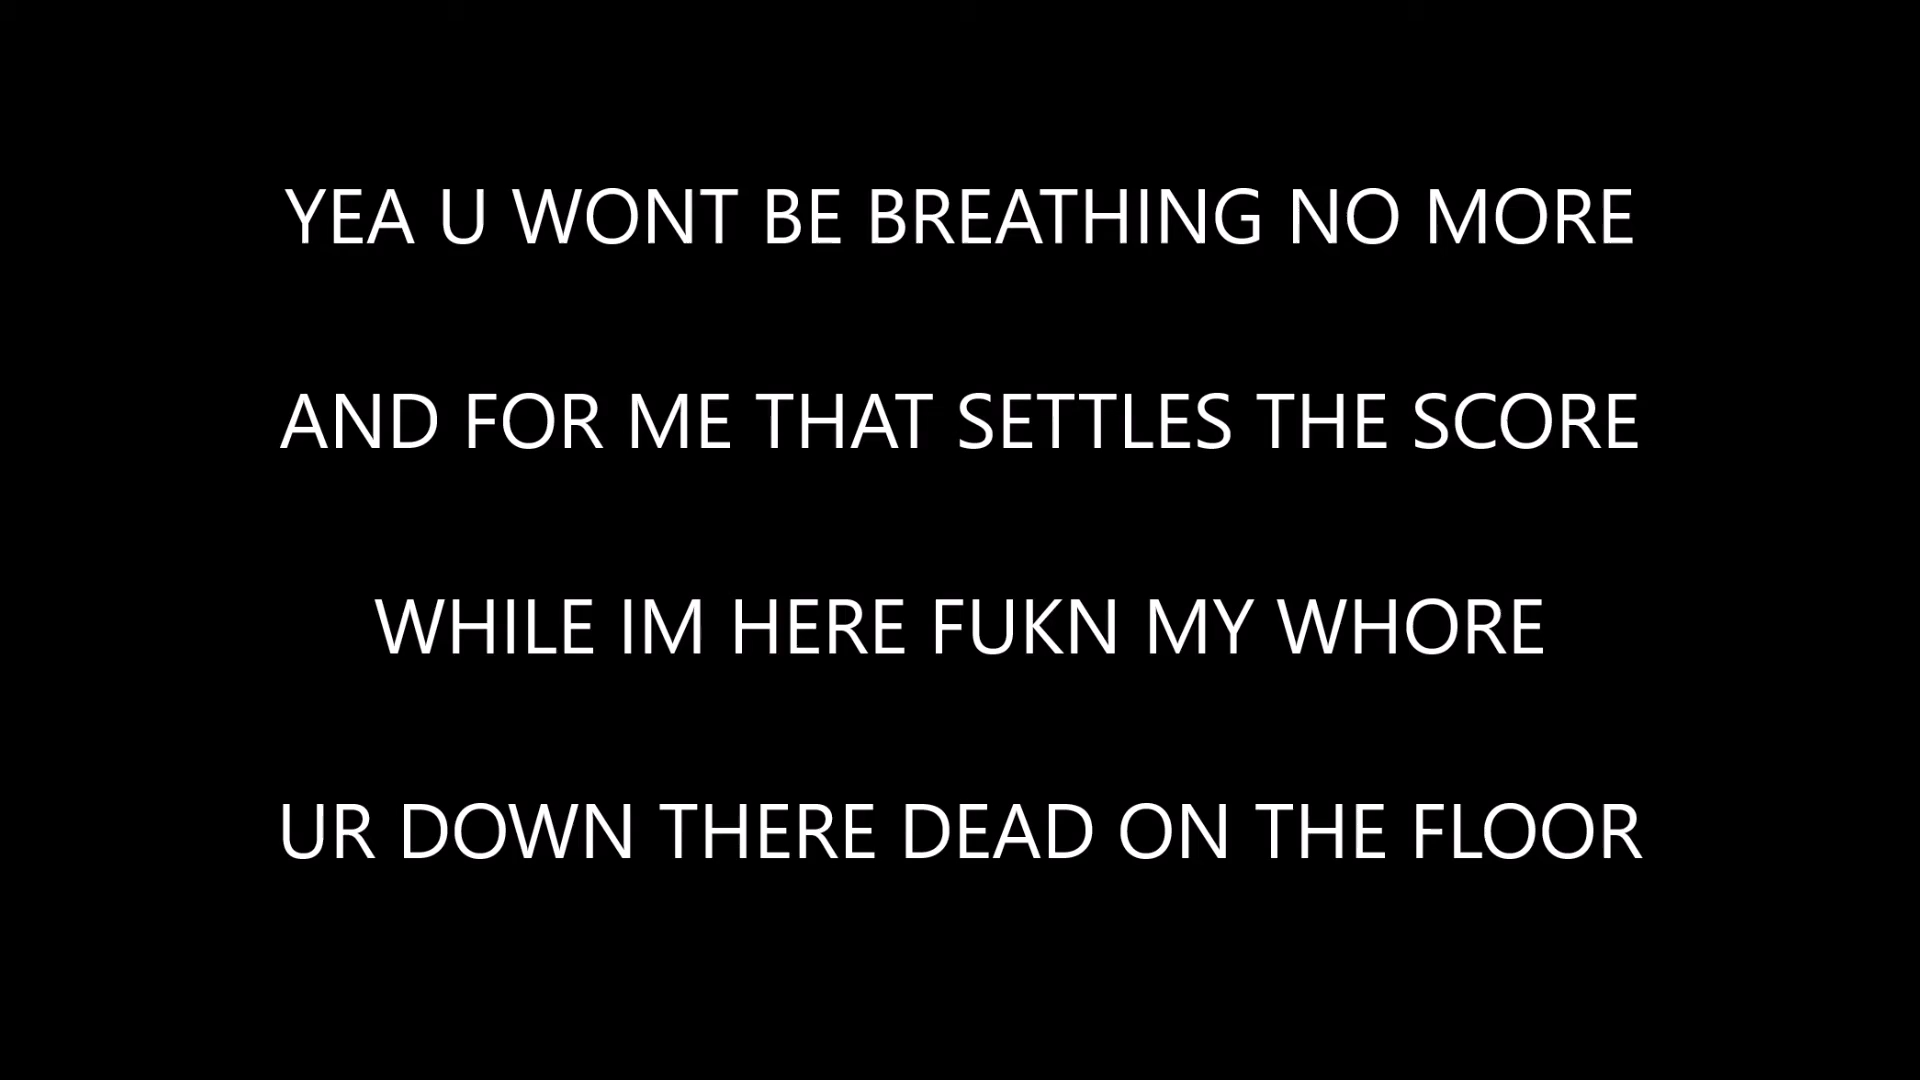 YEA U WONT BE BREATHING NO MORE
AND FOR ME THAT SETTLES THE SCORE
WHILE IM HERE FUKN MY WHORE
UR DOWN THERE DEAD ON THE FLOOR